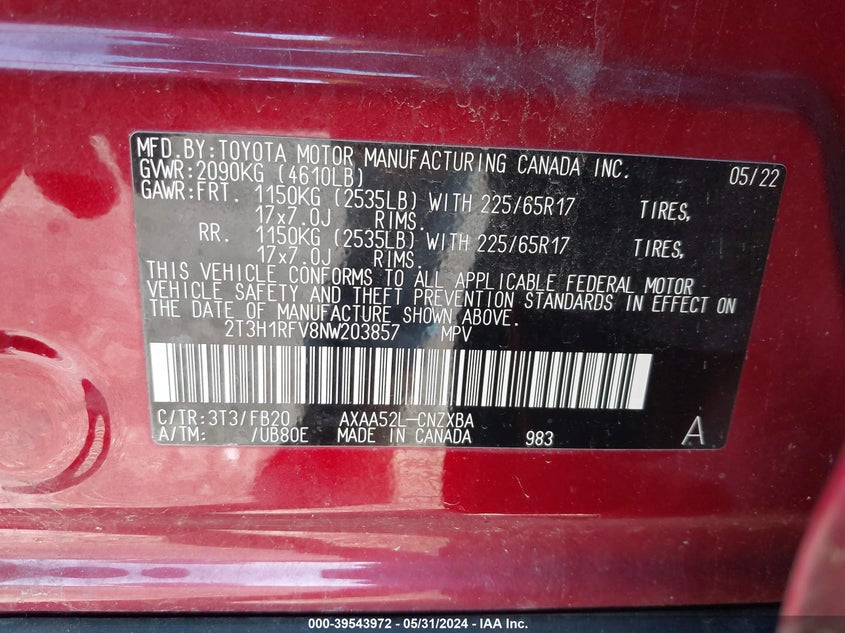 MFD.BY:TOYOTA MOTOR MANUFACTURING CANADA INC. 05/22
GVWR:2090KG (4610LB)
GAWR:FRT. 1150KG (2535LB) WITH 225/65R17 TIRES,
17x7.0J RIMS.
RR. 1150KG (2535LB) WITH 225/65R17 TIRES,
17x7.0J RIMS.
THIS VEHICLE CONFORMS TO ALL APPLICABLE FEDERAL MOTOR
VEHICLE SAFETY AND THEFT PREVENTION STANDARDS IN EFFECT ON
THE DATE OF MANUFACTURE SHOWN ABOVE.
2T3H1RFV8NW203857 MPV
C/TR:3T3/FB20 AXAA52L-CNZXBA
A/TM: /UB80E MADE IN CANADA 983 A
000-39543972 - 05/31/2024 - IAA Inc.